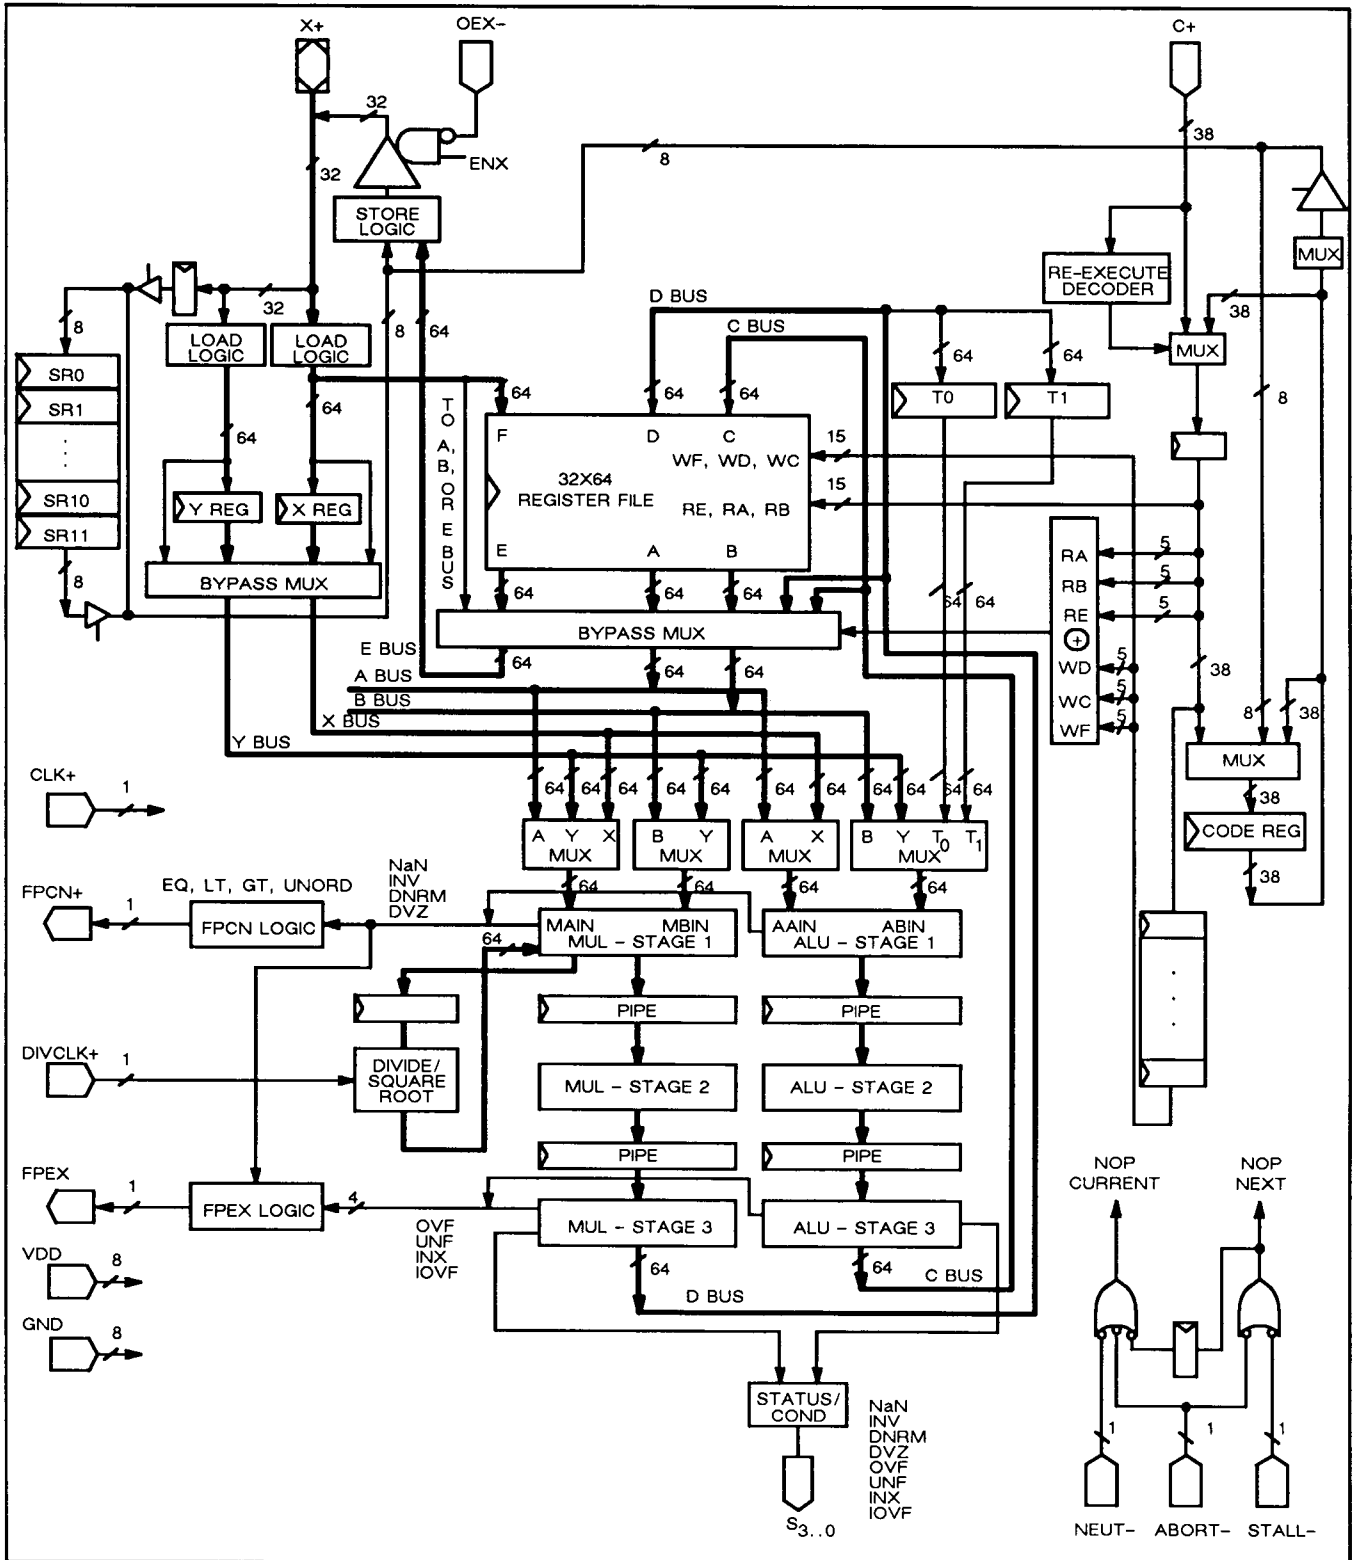 X+
OEX-
C+
32
38
ENX
8
32
STORE
LOGIC
MUX
RE-EXECUTE
DECODER
D BUS
32
38
8
C BUS
8
64
LOAD
LOGIC
LOAD
LOGIC
MUX
SR0
64
64
T0
T1
SR1
64
64
64
64
8
TO A, B, OR E BUS
F
D
C
15
64
WF, WD, WC
32X64
REGISTER FILE
15
SR10
Y REG
X REG
RE, RA, RB
SR11
E
A
B
RA
5
8
BYPASS MUX
64
64
64
RB
5
64
64
RE
5
BYPASS MUX
+
E BUS
64
64
64
WD
5
38
A BUS
WC
5
B BUS
8
38
X BUS
WF
5
Y BUS
MUX
CLK+
1
64
64
64
64
64
64
64
64
64
64
64
38
A Y X
MUX
B Y
MUX
A X
MUX
B Y T0 T1
MUX
CODE REG
NaN
INV
DNRM
DVZ
64
64
64
64
38
FPCN+
1
EQ, LT, GT, UNORD
FPCN LOGIC
MAIN MBIN
MUL - STAGE 1
AAIN ABIN
ALU - STAGE 1
64
PIPE
PIPE
DIVCLK+
1
DIVIDE/
SQUARE
ROOT
MUL - STAGE 2
ALU - STAGE 2
PIPE
PIPE
NOP
CURRENT
NOP
NEXT
FPEX
1
FPEX LOGIC
4
MUL - STAGE 3
ALU - STAGE 3
OVF
UNF
INX
IOVF
VDD
8
64
64
C BUS
D BUS
GND
8
STATUS/
COND
NaN
INV
DNRM
DVZ
OVF
UNF
INX
IOVF
1
1
1
S3..0
NEUT-
ABORT-
STALL-